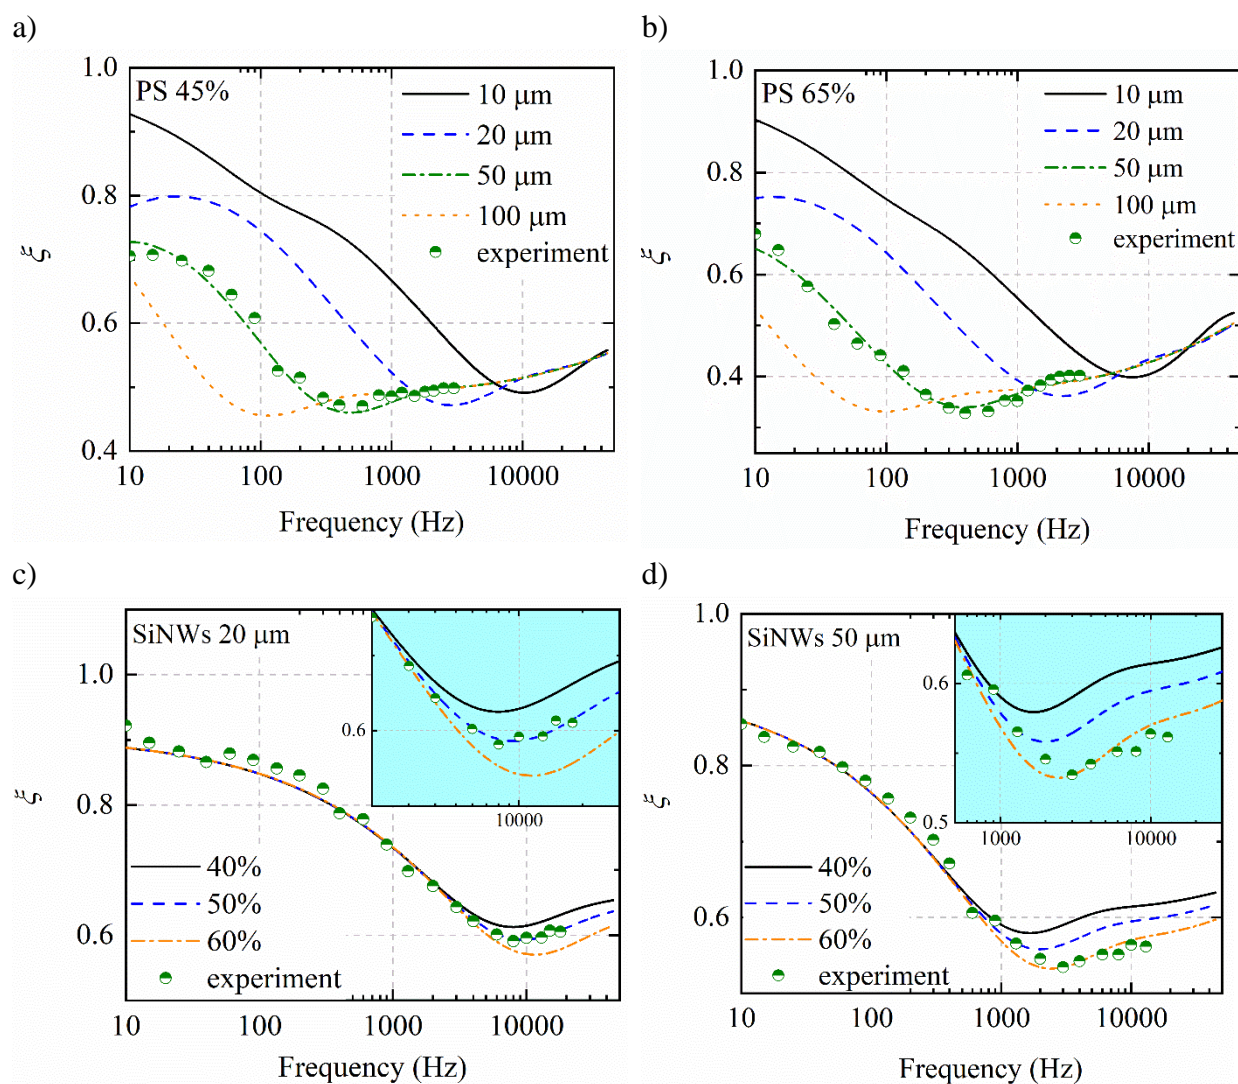 a)
1.0
0.8
0.6
0.4
ξ
PS 45%
10 μm
20 μm
50 μm
100 μm
experiment
10 100 1000 10000
Frequency (Hz)
b)
1.0
0.8
0.6
0.4
ξ
PS 65%
10 μm
20 μm
50 μm
100 μm
experiment
10 100 1000 10000
Frequency (Hz)
c)
1.0
0.8
0.6
ξ
SiNWs 20 μm
0.6
10000
40%
50%
60%
experiment
10 100 1000 10000
Frequency (Hz)
d)
1.0
0.8
0.6
ξ
SiNWs 50 μm
0.6
0.5
1000 10000
40%
50%
60%
experiment
10 100 1000 10000
Frequency (Hz)